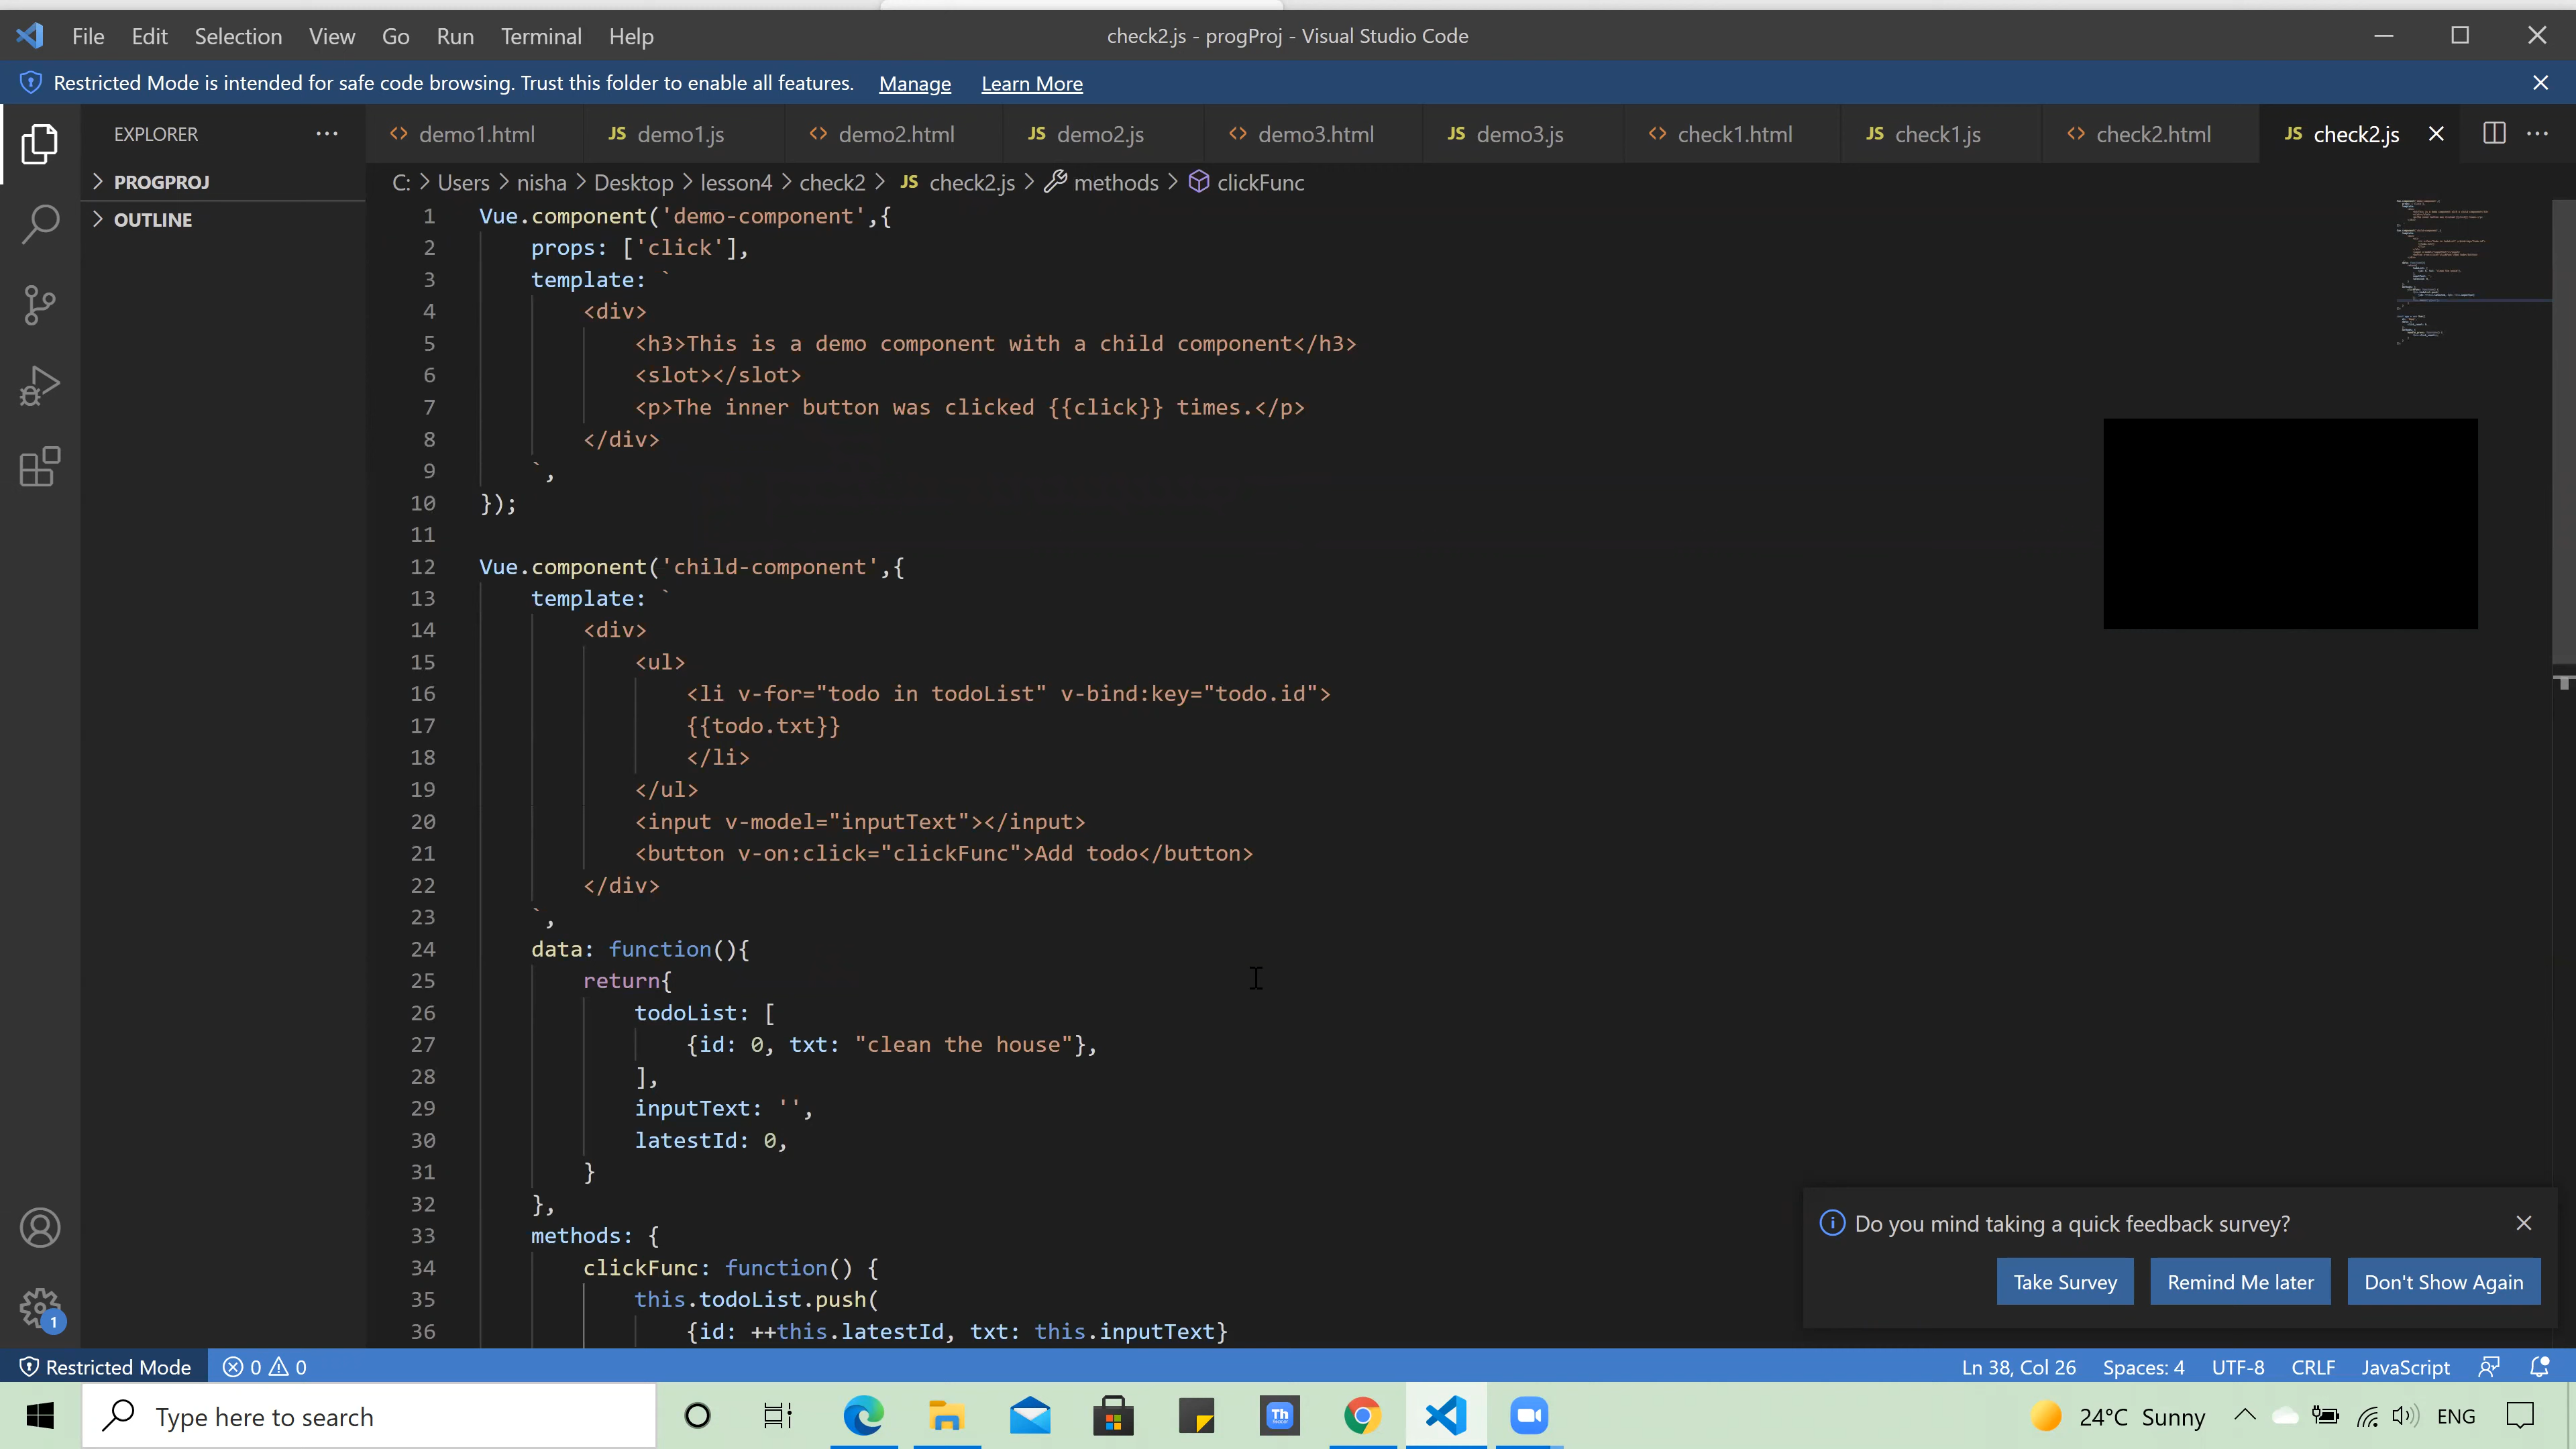 File Edit Selection View Go Run Terminal Help
check2.js - progProj - Visual Studio Code
Restricted Mode is intended for safe code browsing. Trust this folder to enable all features. Manage Learn More
EXPLORER
demo1.html JS demo1.js demo2.html JS demo2.js demo3.html JS demo3.js check1.html JS check1.js check2.html JS check2.js
PROGPROJ
OUTLINE
C: > Users > nisha > Desktop > lesson4 > check2 > JS check2.js > methods > clickFunc
1 Vue.component('demo-component',{
2 props: ['click'],
3 template: `
4 <div>
5 <h3>This is a demo component with a child component</h3>
6 <slot></slot>
7 <p>The inner button was clicked {{click}} times.</p>
8 </div>
9 `,
10 });
11
12 Vue.component('child-component',{
13 template: `
14 <div>
15 <ul>
16 <li v-for="todo in todoList" v-bind:key="todo.id">
17 {{todo.txt}}
18 </li>
19 </ul>
20 <input v-model="inputText"></input>
21 <button v-on:click="clickFunc">Add todo</button>
22 </div>
23 `,
24 data: function(){
25 return{
26 todoList: [
27 {id: 0, txt: "clean the house"},
28 ],
29 inputText: '',
30 latestId: 0,
31 }
32 },
33 methods: {
34 clickFunc: function() {
35 this.todoList.push(
36 {id: ++this.latestId, txt: this.inputText}
Do you mind taking a quick feedback survey?
Take Survey Remind Me later Don't Show Again
1
Restricted Mode 0 0 Ln 38, Col 26 Spaces: 4 UTF-8 CRLF JavaScript
Type here to search Th 24°C Sunny ENG